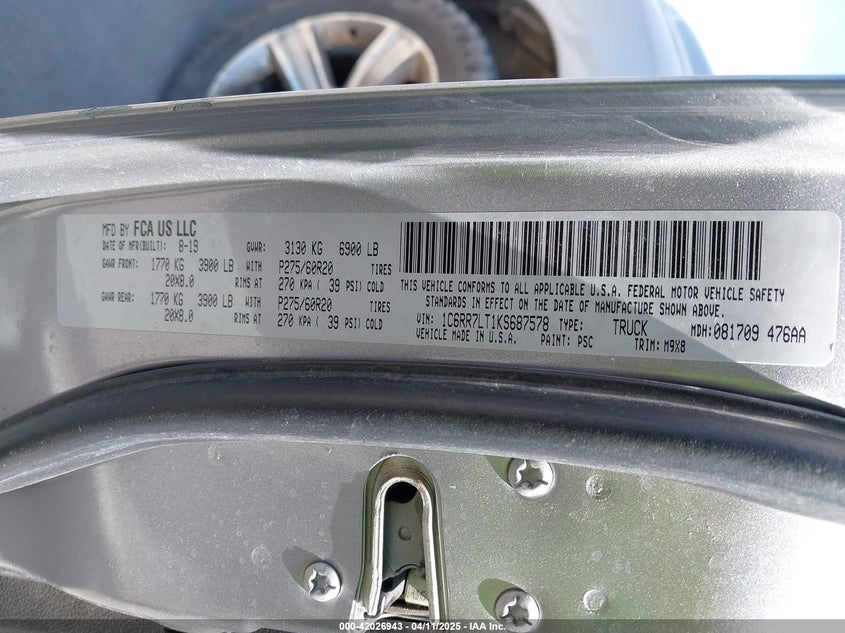 MFD BY FCA US LLC
DATE OF MFR(BUILT): 8-19 GVWR: 3130 KG 6900 LB
GAWR FRONT: 1770 KG 3900 LB WITH P275/60R20 TIRES
20X8.0 RIMS AT 270 KPA ( 39 PSI) COLD
GAWR REAR: 1770 KG 3900 LB WITH P275/60R20 TIRES
20X8.0 RIMS AT 270 KPA ( 39 PSI) COLD
THIS VEHICLE CONFORMS TO ALL APPLICABLE U.S.A. FEDERAL MOTOR VEHICLE SAFETY
STANDARDS IN EFFECT ON THE DATE OF MANUFACTURE SHOWN ABOVE.
VIN: 1C6RR7LT1KS687578 TYPE: TRUCK MDH: 081709 476AA
VEHICLE MADE IN U.S.A. PAINT: PSC TRIM: M9X8
000-42026943 - 04/11/2025 - IAA Inc.